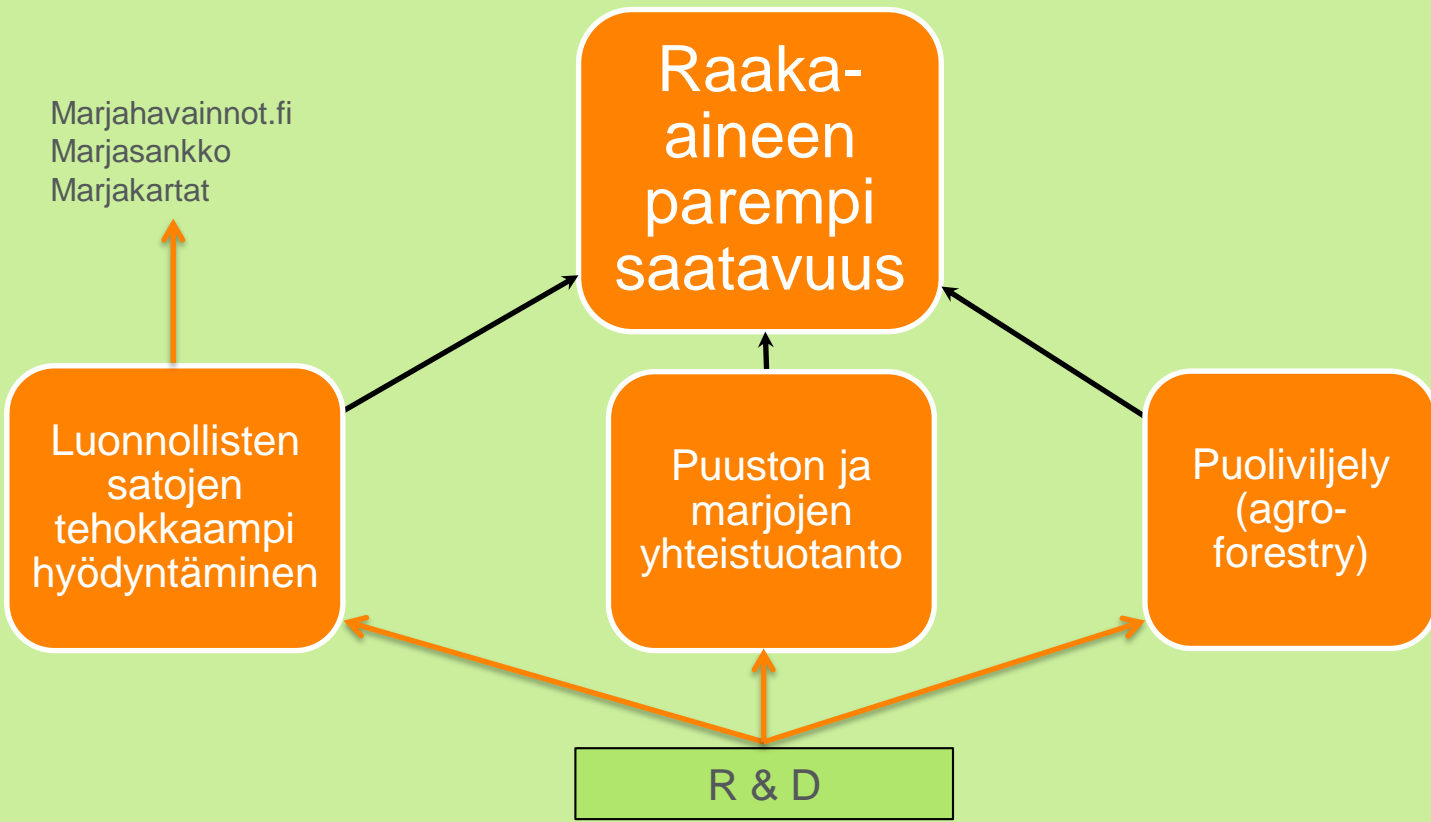 Raaka-
aineen
parempi
saatavuus
Marjahavainnot.fi
Marjasankko
Marjakartat
Luonnollisten
satojen
tehokkaampi
hyödyntäminen
Puuston ja
marjojen
yhteistuotanto
Puoliviljely
(agro-
forestry)
R & D